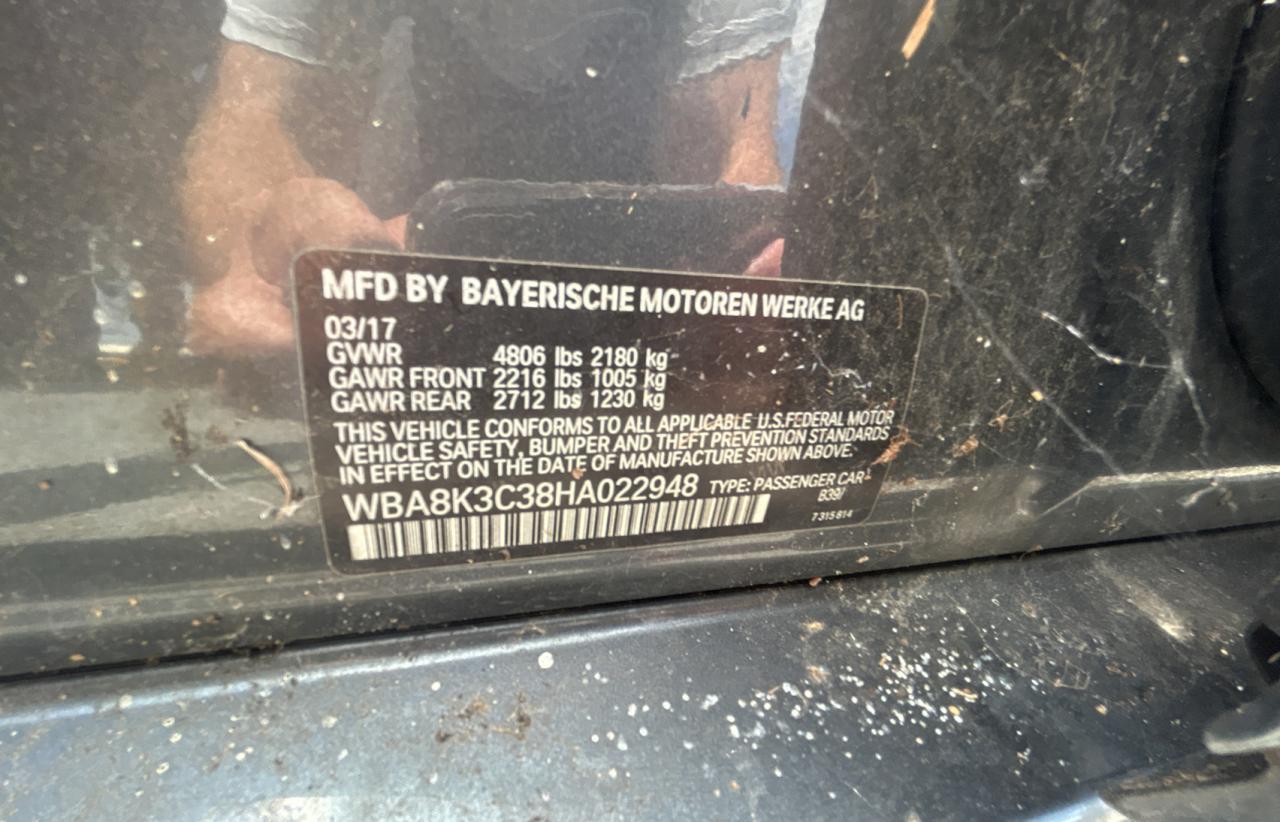 MFD BY BAYERISCHE MOTOREN WERKE AG
03/17
GVWR 4806 lbs 2180 kg
GAWR FRONT 2216 lbs 1005 kg
GAWR REAR 2712 lbs 1230 kg
THIS VEHICLE CONFORMS TO ALL APPLICABLE U.S.FEDERAL MOTOR
VEHICLE SAFETY, BUMPER AND THEFT PREVENTION STANDARDS
IN EFFECT ON THE DATE OF MANUFACTURE SHOWN ABOVE.
WBA8K3C38HA022948 TYPE: PASSENGER CAR
B39/
7315814